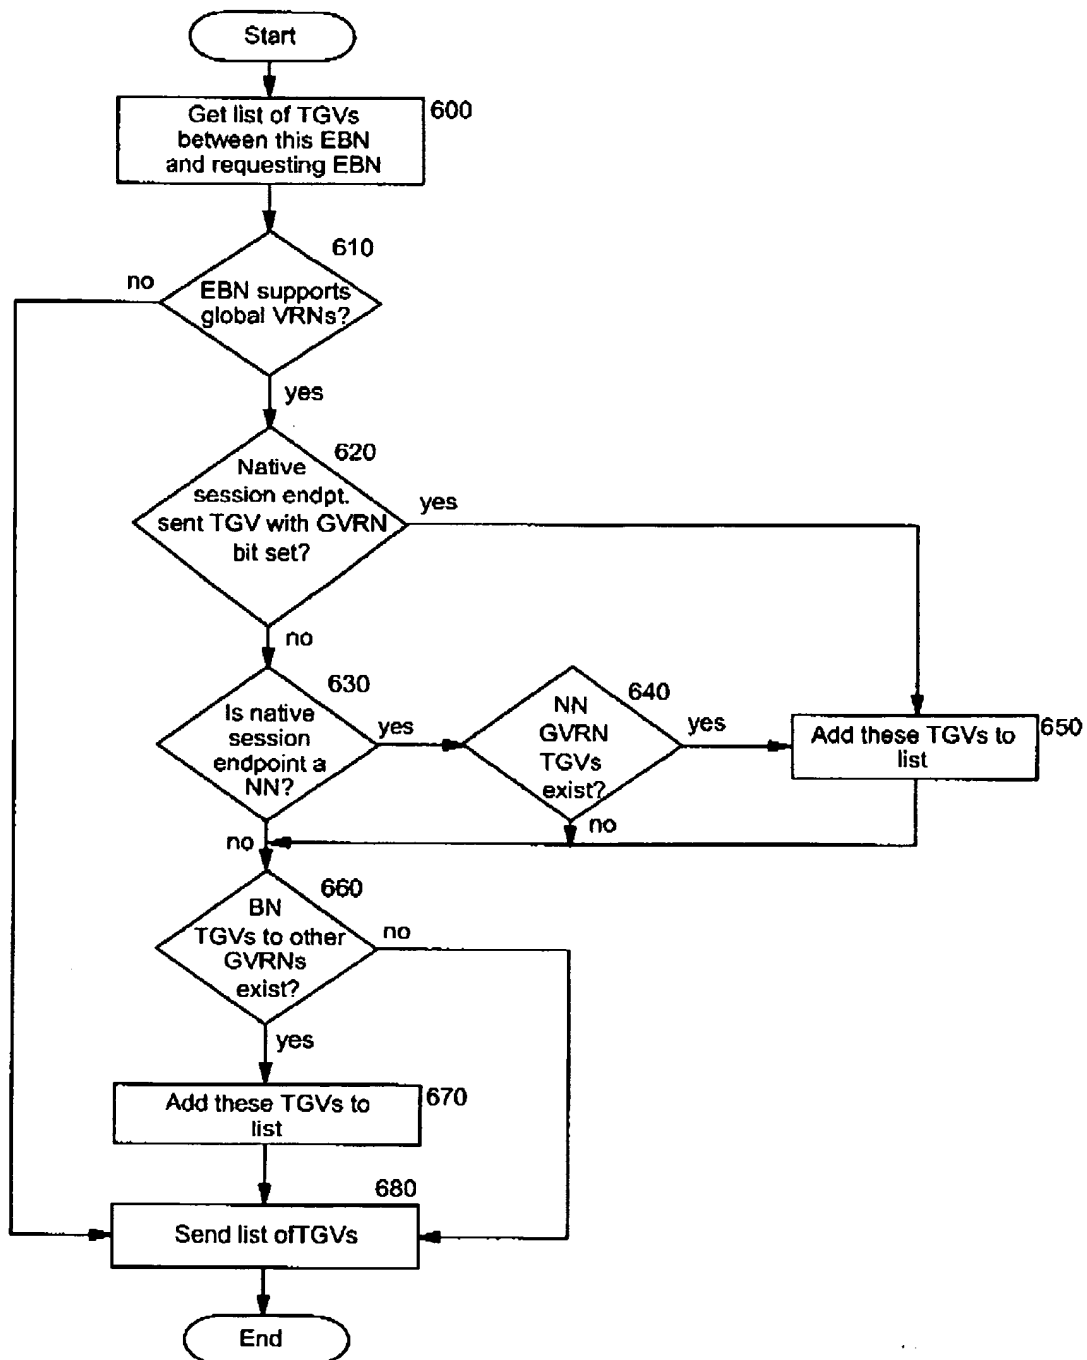 Start
Get list of TGVs
between this EBN
and requesting EBN
600
610
no
EBN supports
global VRNs?
yes
620
Native
session endpt.
sent TGV with GVRN
bit set?
yes
no
630
Is native
session
endpoint a
NN?
yes
640
NN
GVRN
TGVs
exist?
yes
650
Add these TGVs to
list
no
no
660
BN
TGVs to other
GVRNs
exist?
no
yes
Add these TGVs to
list
670
680
Send list ofTGVs
End